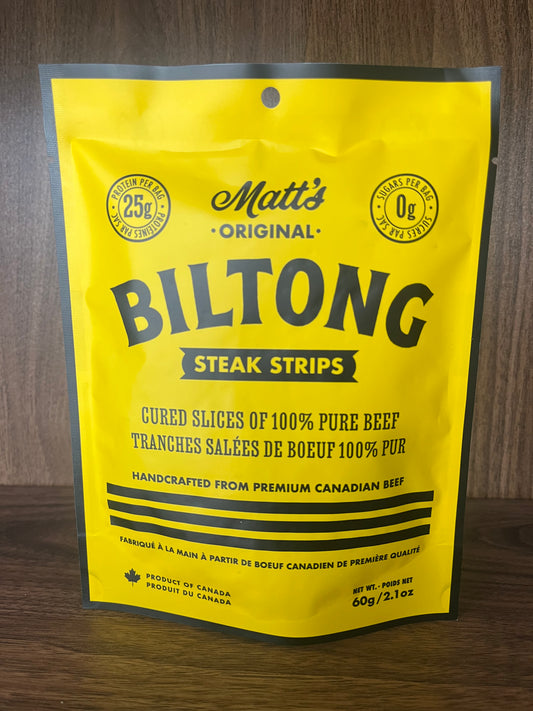 Matt's
·ORIGINAL·
PROTEIN PER BAG
25g
PROTÉINES PAR SAC
SUGARS PER BAG
0g
SUCRES PAR SAC
BILTONG
STEAK STRIPS
CURED SLICES OF 100% PURE BEEF
TRANCHES SALÉES DE BOEUF 100% PUR
HANDCRAFTED FROM PREMIUM CANADIAN BEEF
FABRIQUÉ À LA MAIN À PARTIR DE BOEUF CANADIEN DE PREMIÈRE QUALITÉ
PRODUCT OF CANADA
PRODUIT DU CANADA
NET WT. - POIDS NET
60g/2.1oz